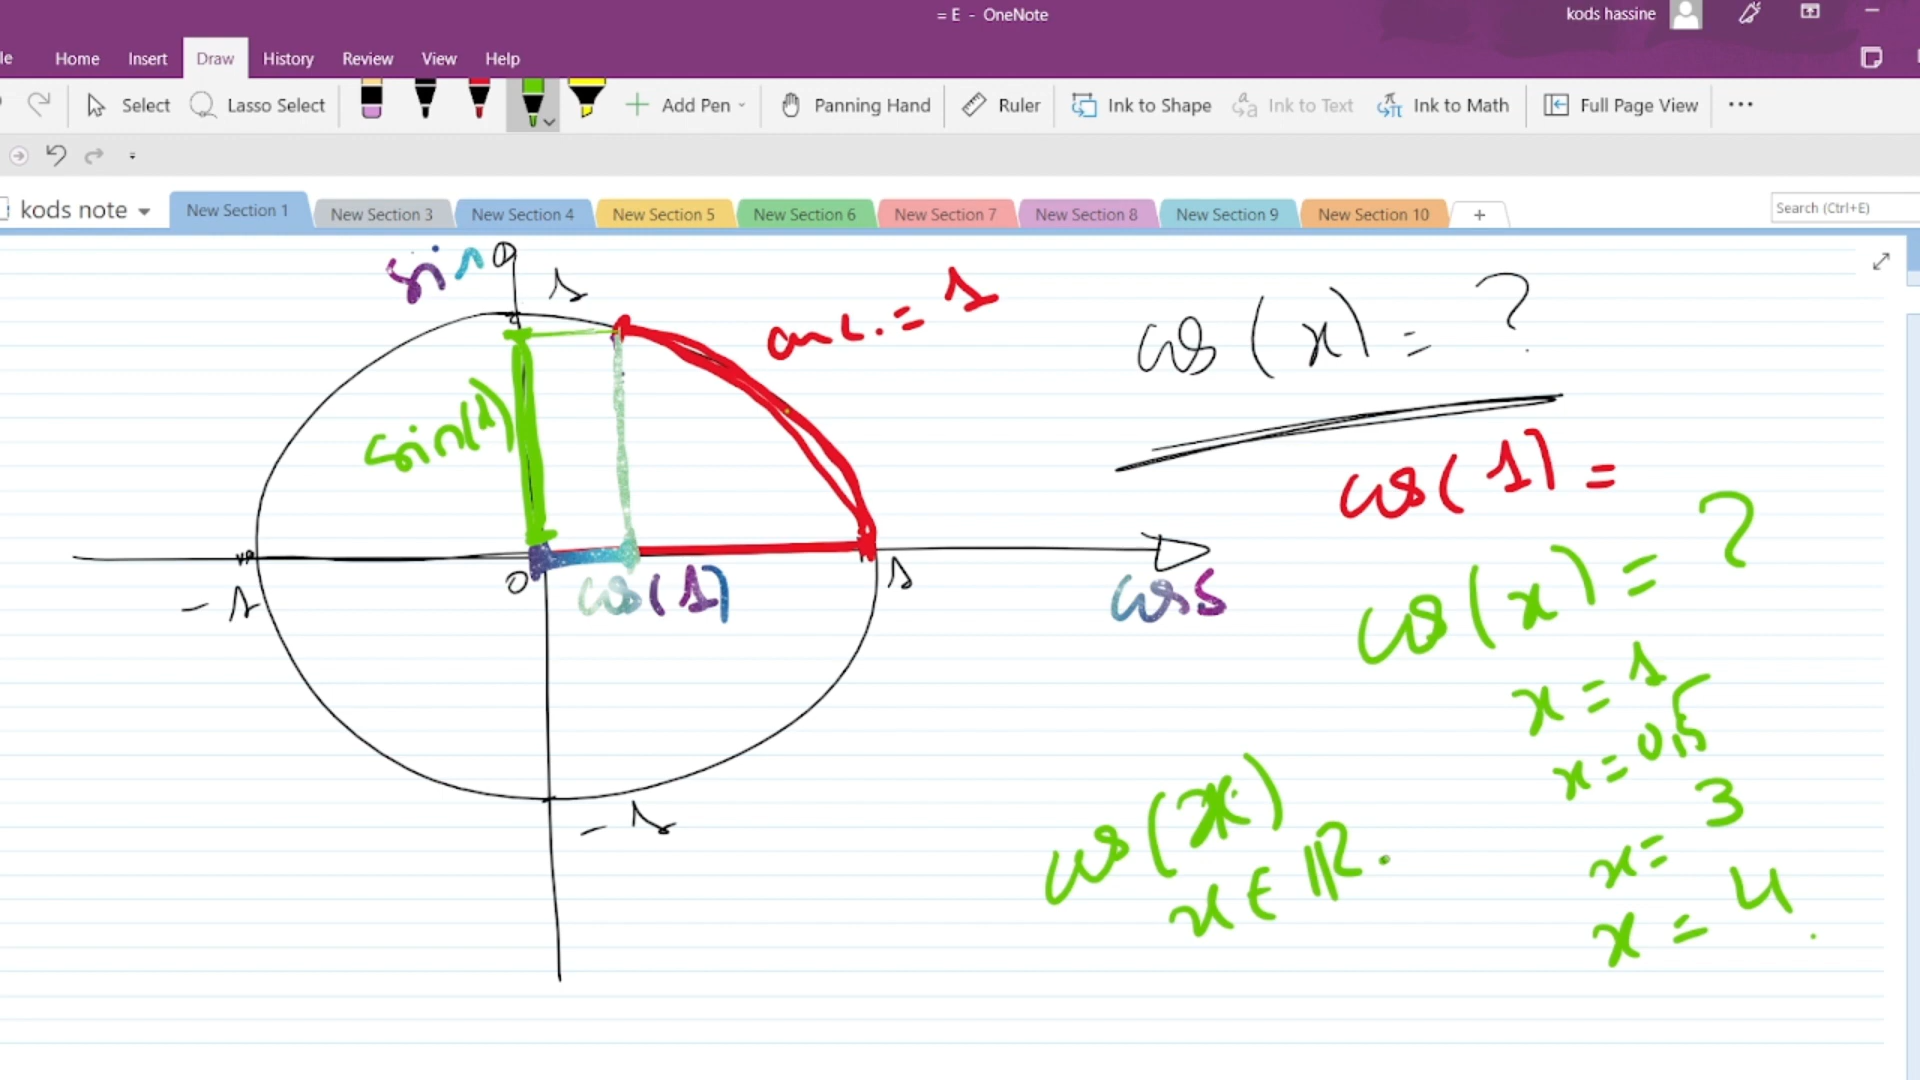 = E - OneNote
kods hassine
le Home Insert Draw History Review View Help
Select Lasso Select Add Pen Panning Hand Ruler Ink to Shape Ink to Text Ink to Math Full Page View
kods note New Section 1 New Section 3 New Section 4 New Section 5 New Section 6 New Section 7 New Section 8 New Section 9 New Section 10 + Search (Ctrl+E)
sin
1
arc. = 1
cos(x) = ?
sin(1)
cos(1) =
0
cos(1)
1
-1
cos
cos(x) = ?
x = 1
x = 0,5
x = 3
x = 4
-1
cos(x)
x ∈ ℝ.